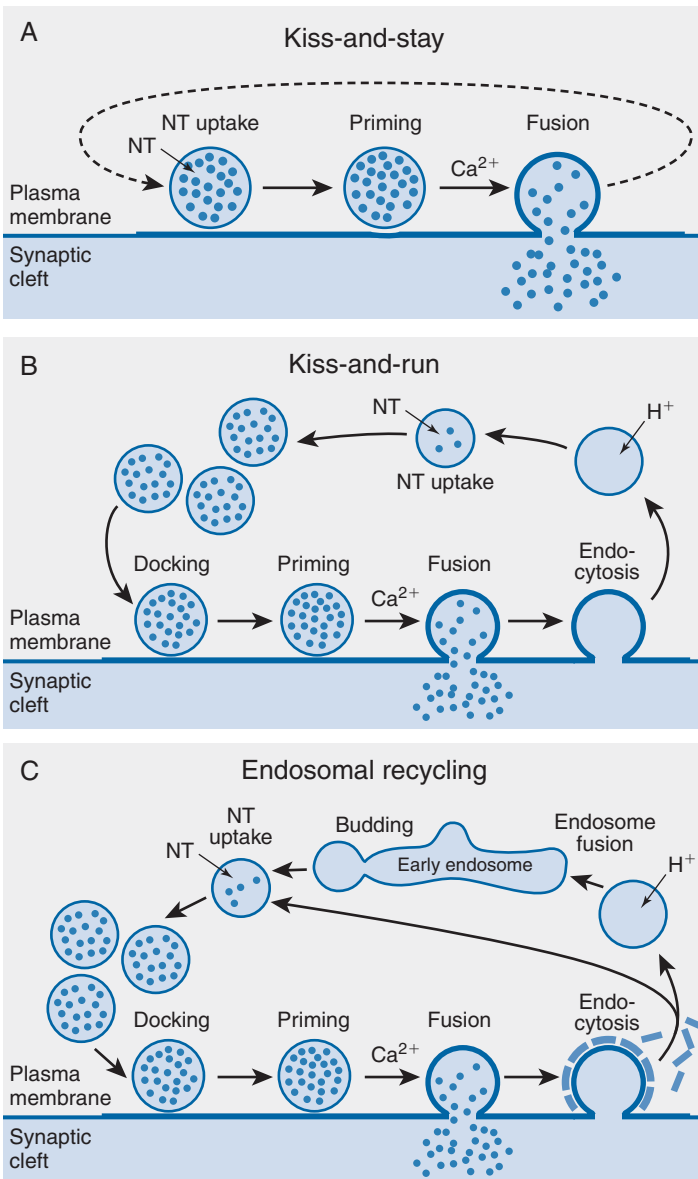 A
Kiss-and-stay
NT uptake
NT
Priming
Fusion
Ca2+
Plasma
membrane
Synaptic
cleft
B
Kiss-and-run
NT
H+
NT uptake
Docking
Priming
Fusion
Endo-
cytosis
Ca2+
Plasma
membrane
Synaptic
cleft
C
Endosomal recycling
NT
uptake
NT
Budding
Early endosome
Endosome
fusion
H+
Docking
Priming
Fusion
Endo-
cytosis
Ca2+
Plasma
membrane
Synaptic
cleft